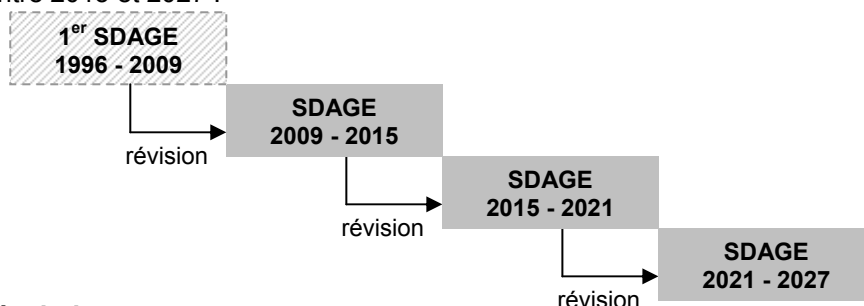 1er SDAGE
1996 - 2009
révision
SDAGE
2009 - 2015
révision
SDAGE
2015 - 2021
révision
SDAGE
2021 - 2027